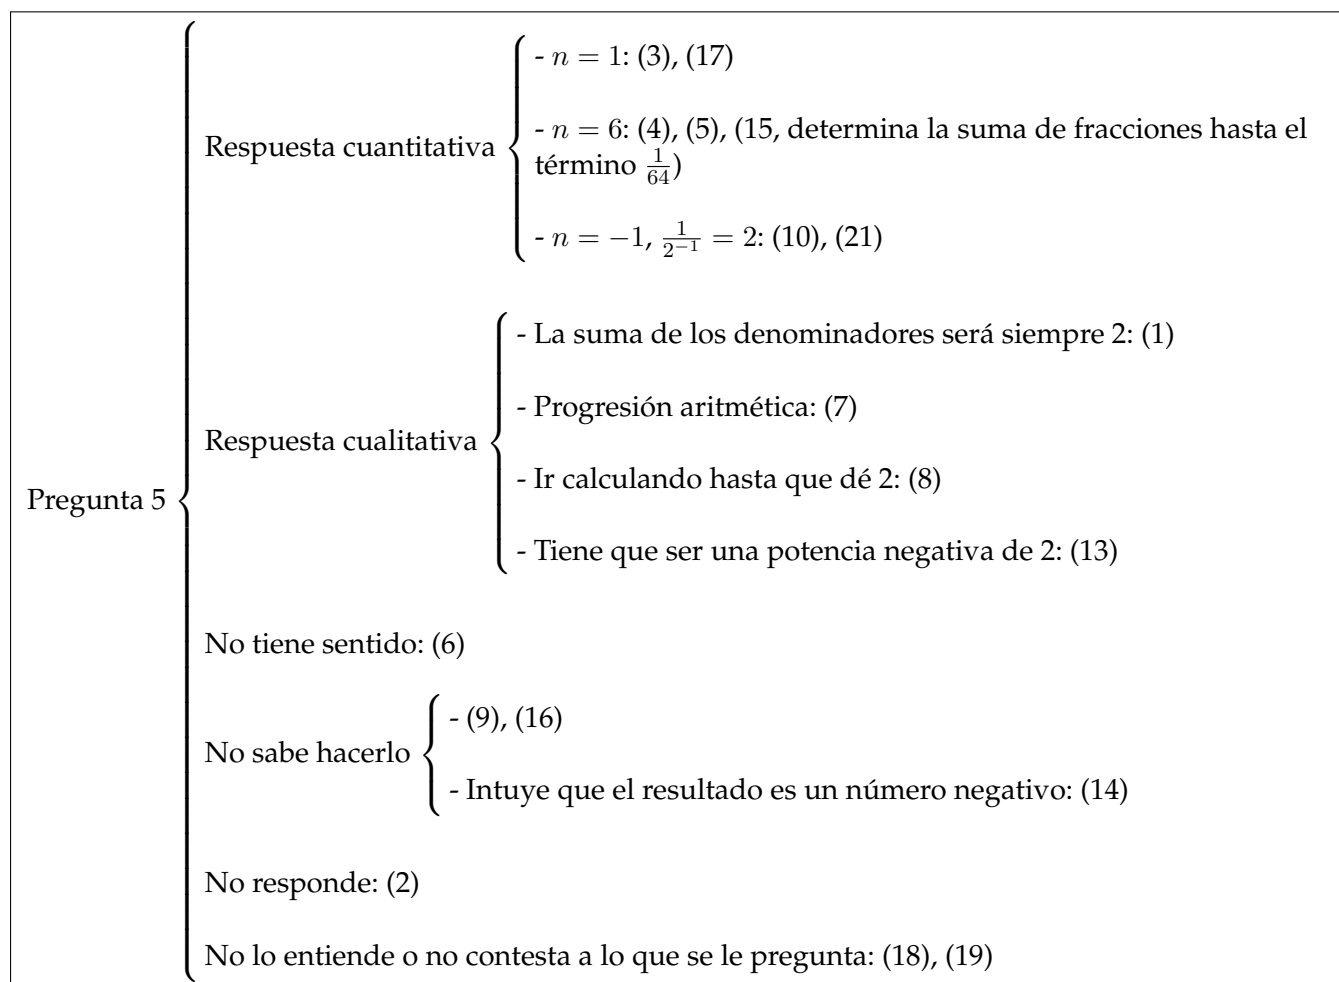 Pregunta 5
Respuesta cuantitativa
- n = 1: (3), (17)
- n = 6: (4), (5), (15, determina la suma de fracciones hasta el
término 1/64)
- n = −1, 1/2⁻¹ = 2: (10), (21)
Respuesta cualitativa
- La suma de los denominadores será siempre 2: (1)
- Progresión aritmética: (7)
- Ir calculando hasta que dé 2: (8)
- Tiene que ser una potencia negativa de 2: (13)
No tiene sentido: (6)
No sabe hacerlo
- (9), (16)
- Intuye que el resultado es un número negativo: (14)
No responde: (2)
No lo entiende o no contesta a lo que se le pregunta: (18), (19)